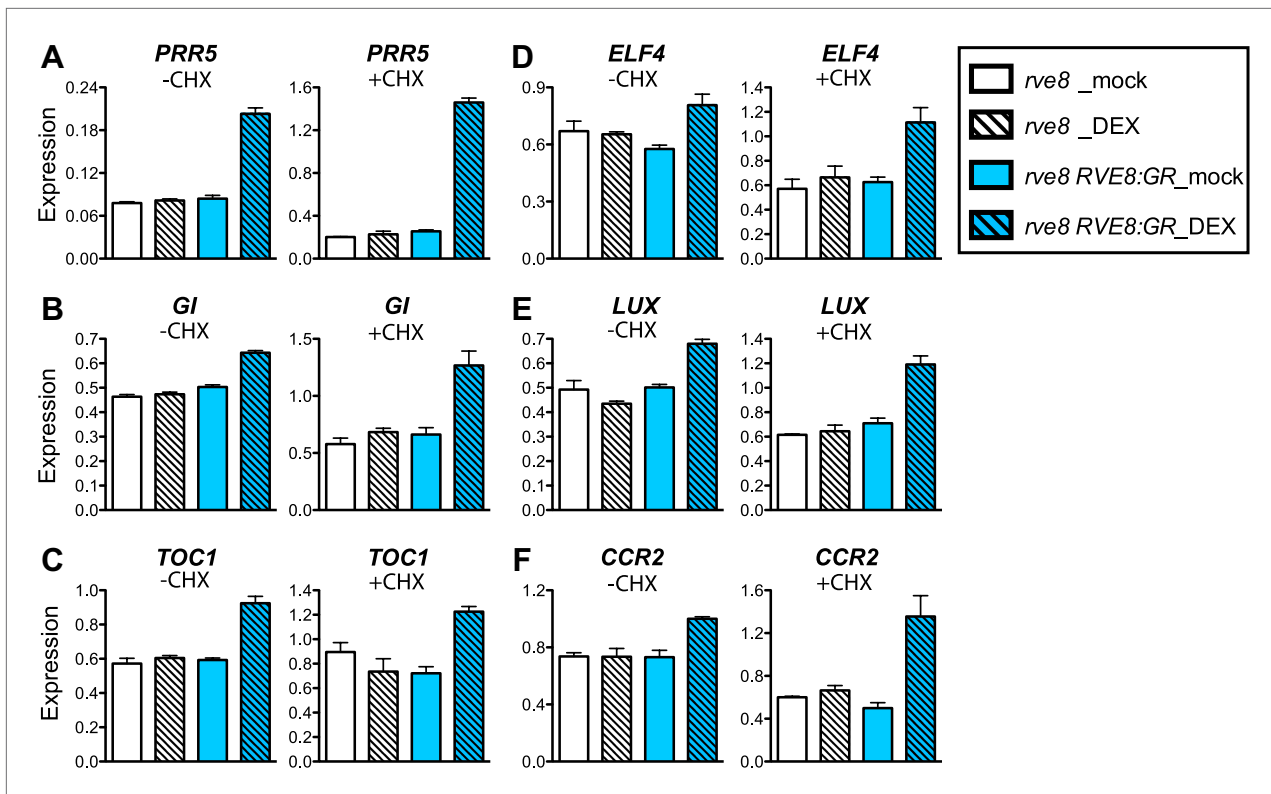 A
PRR5
-CHX
PRR5
+CHX
Expression
0.24
0.18
0.12
0.06
0.00
1.6
1.2
0.8
0.4
0.0
D
ELF4
-CHX
ELF4
+CHX
0.9
0.6
0.3
0.0
1.4
1.2
1.0
0.8
0.6
0.4
0.2
0.0
rve8 _mock
rve8 _DEX
rve8 RVE8:GR_mock
rve8 RVE8:GR_DEX
B
GI
-CHX
GI
+CHX
Expression
0.7
0.6
0.5
0.4
0.3
0.2
0.1
0.0
1.5
1.0
0.5
0.0
E
LUX
-CHX
LUX
+CHX
0.7
0.6
0.5
0.4
0.3
0.2
0.1
0.0
1.4
1.2
1.0
0.8
0.6
0.4
0.2
0.0
C
TOC1
-CHX
TOC1
+CHX
Expression
1.0
0.8
0.6
0.4
0.2
0.0
1.4
1.2
1.0
0.8
0.6
0.4
0.2
0.0
F
CCR2
-CHX
CCR2
+CHX
1.2
0.8
0.4
0.0
1.6
1.2
0.8
0.4
0.0